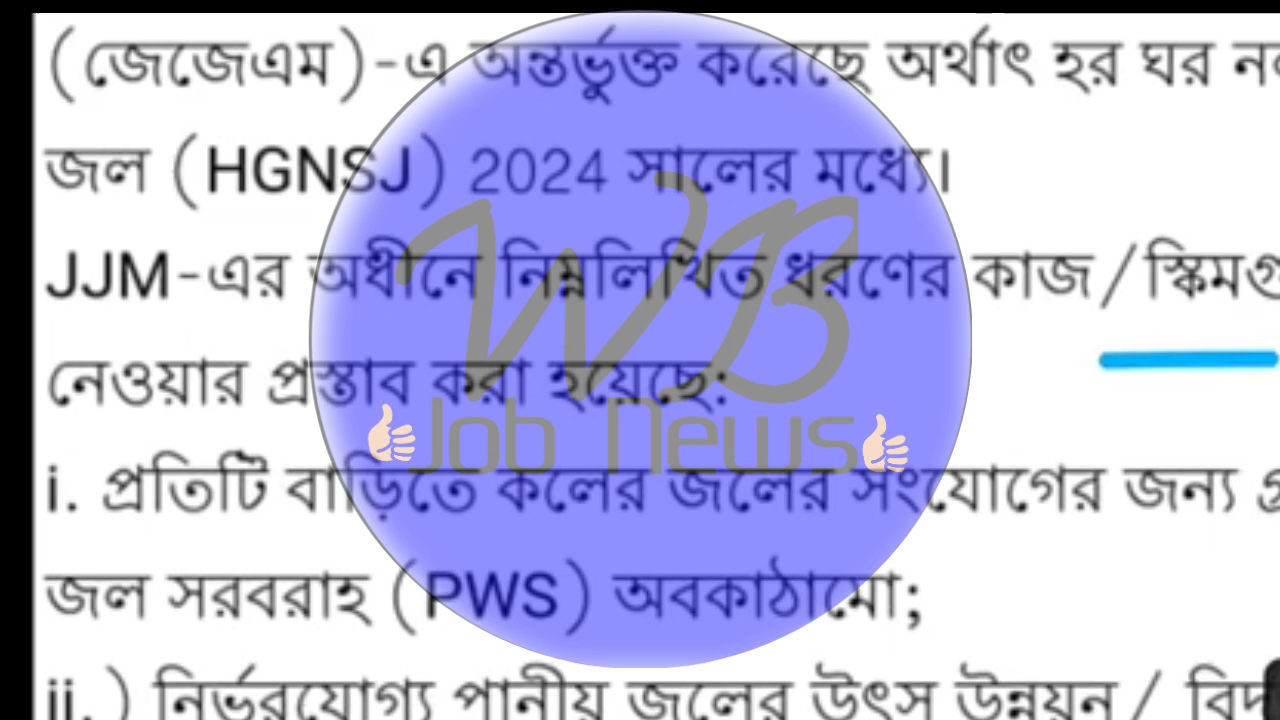 (জেজেএম)-এ অন্তর্ভুক্ত করেছে অর্থাৎ হর ঘর
জল (HGNSJ) 2024 সালের মধ্যে।
JJM-এর অধীনে নিম্নলিখিত ধরণের কাজ/স্কিমগু
নেওয়ার প্রস্তাব করা হয়েছে:
i. প্রতিটি বাড়িতে কলের জলের সংযোগের জন্য
জল সরবরাহ (PWS) অবকাঠামো;
ii.) নির্ভরযোগ্য পানীয় জলের উৎস উন্নয়ন/
WB
Job News